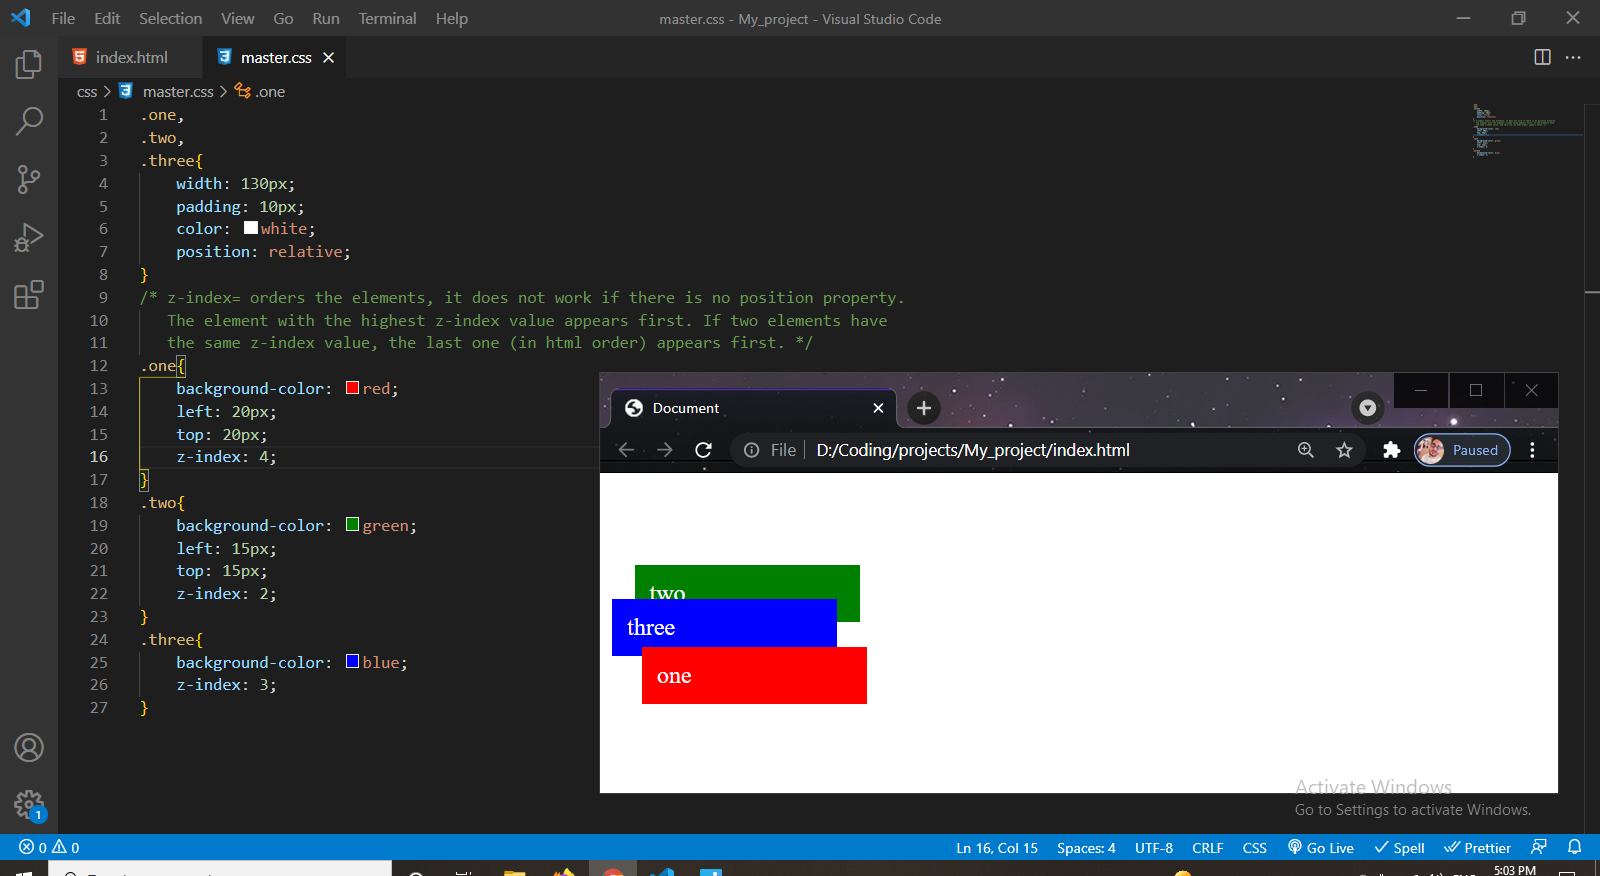 File Edit Selection View Go Run Terminal Help master.css - My_project - Visual Studio Code
index.html master.css
css > master.css > .one
1 .one,
2 .two,
3 .three{
4 width: 130px;
5 padding: 10px;
6 color: white;
7 position: relative;
8 }
9 /* z-index= orders the elements, it does not work if there is no position property.
10 The element with the highest z-index value appears first. If two elements have
11 the same z-index value, the last one (in html order) appears first. */
12 .one{
13 background-color: red;
14 left: 20px;
15 top: 20px;
16 z-index: 4;
17 }
18 .two{
19 background-color: green;
20 left: 15px;
21 top: 15px;
22 z-index: 2;
23 }
24 .three{
25 background-color: blue;
26 z-index: 3;
27 }
Document
File D:/Coding/projects/My_project/index.html Paused
two
three
one
Activate Windows
Go to Settings to activate Windows.
1
0 0 Ln 16, Col 15 Spaces: 4 UTF-8 CRLF CSS Go Live Spell Prettier
5:03 PM